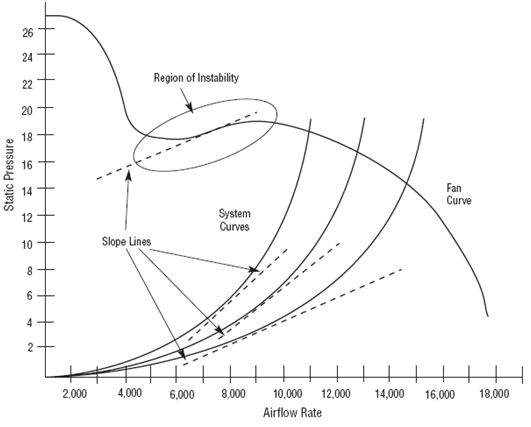 26
24
22
20
18
16
14
12
10
8
6
4
2
Static Pressure
Region of Instability
Slope Lines
System
Curves
Fan
Curve
2,000 4,000 6,000 8,000 10,000 12,000 14,000 16,000 18,000
Airflow Rate